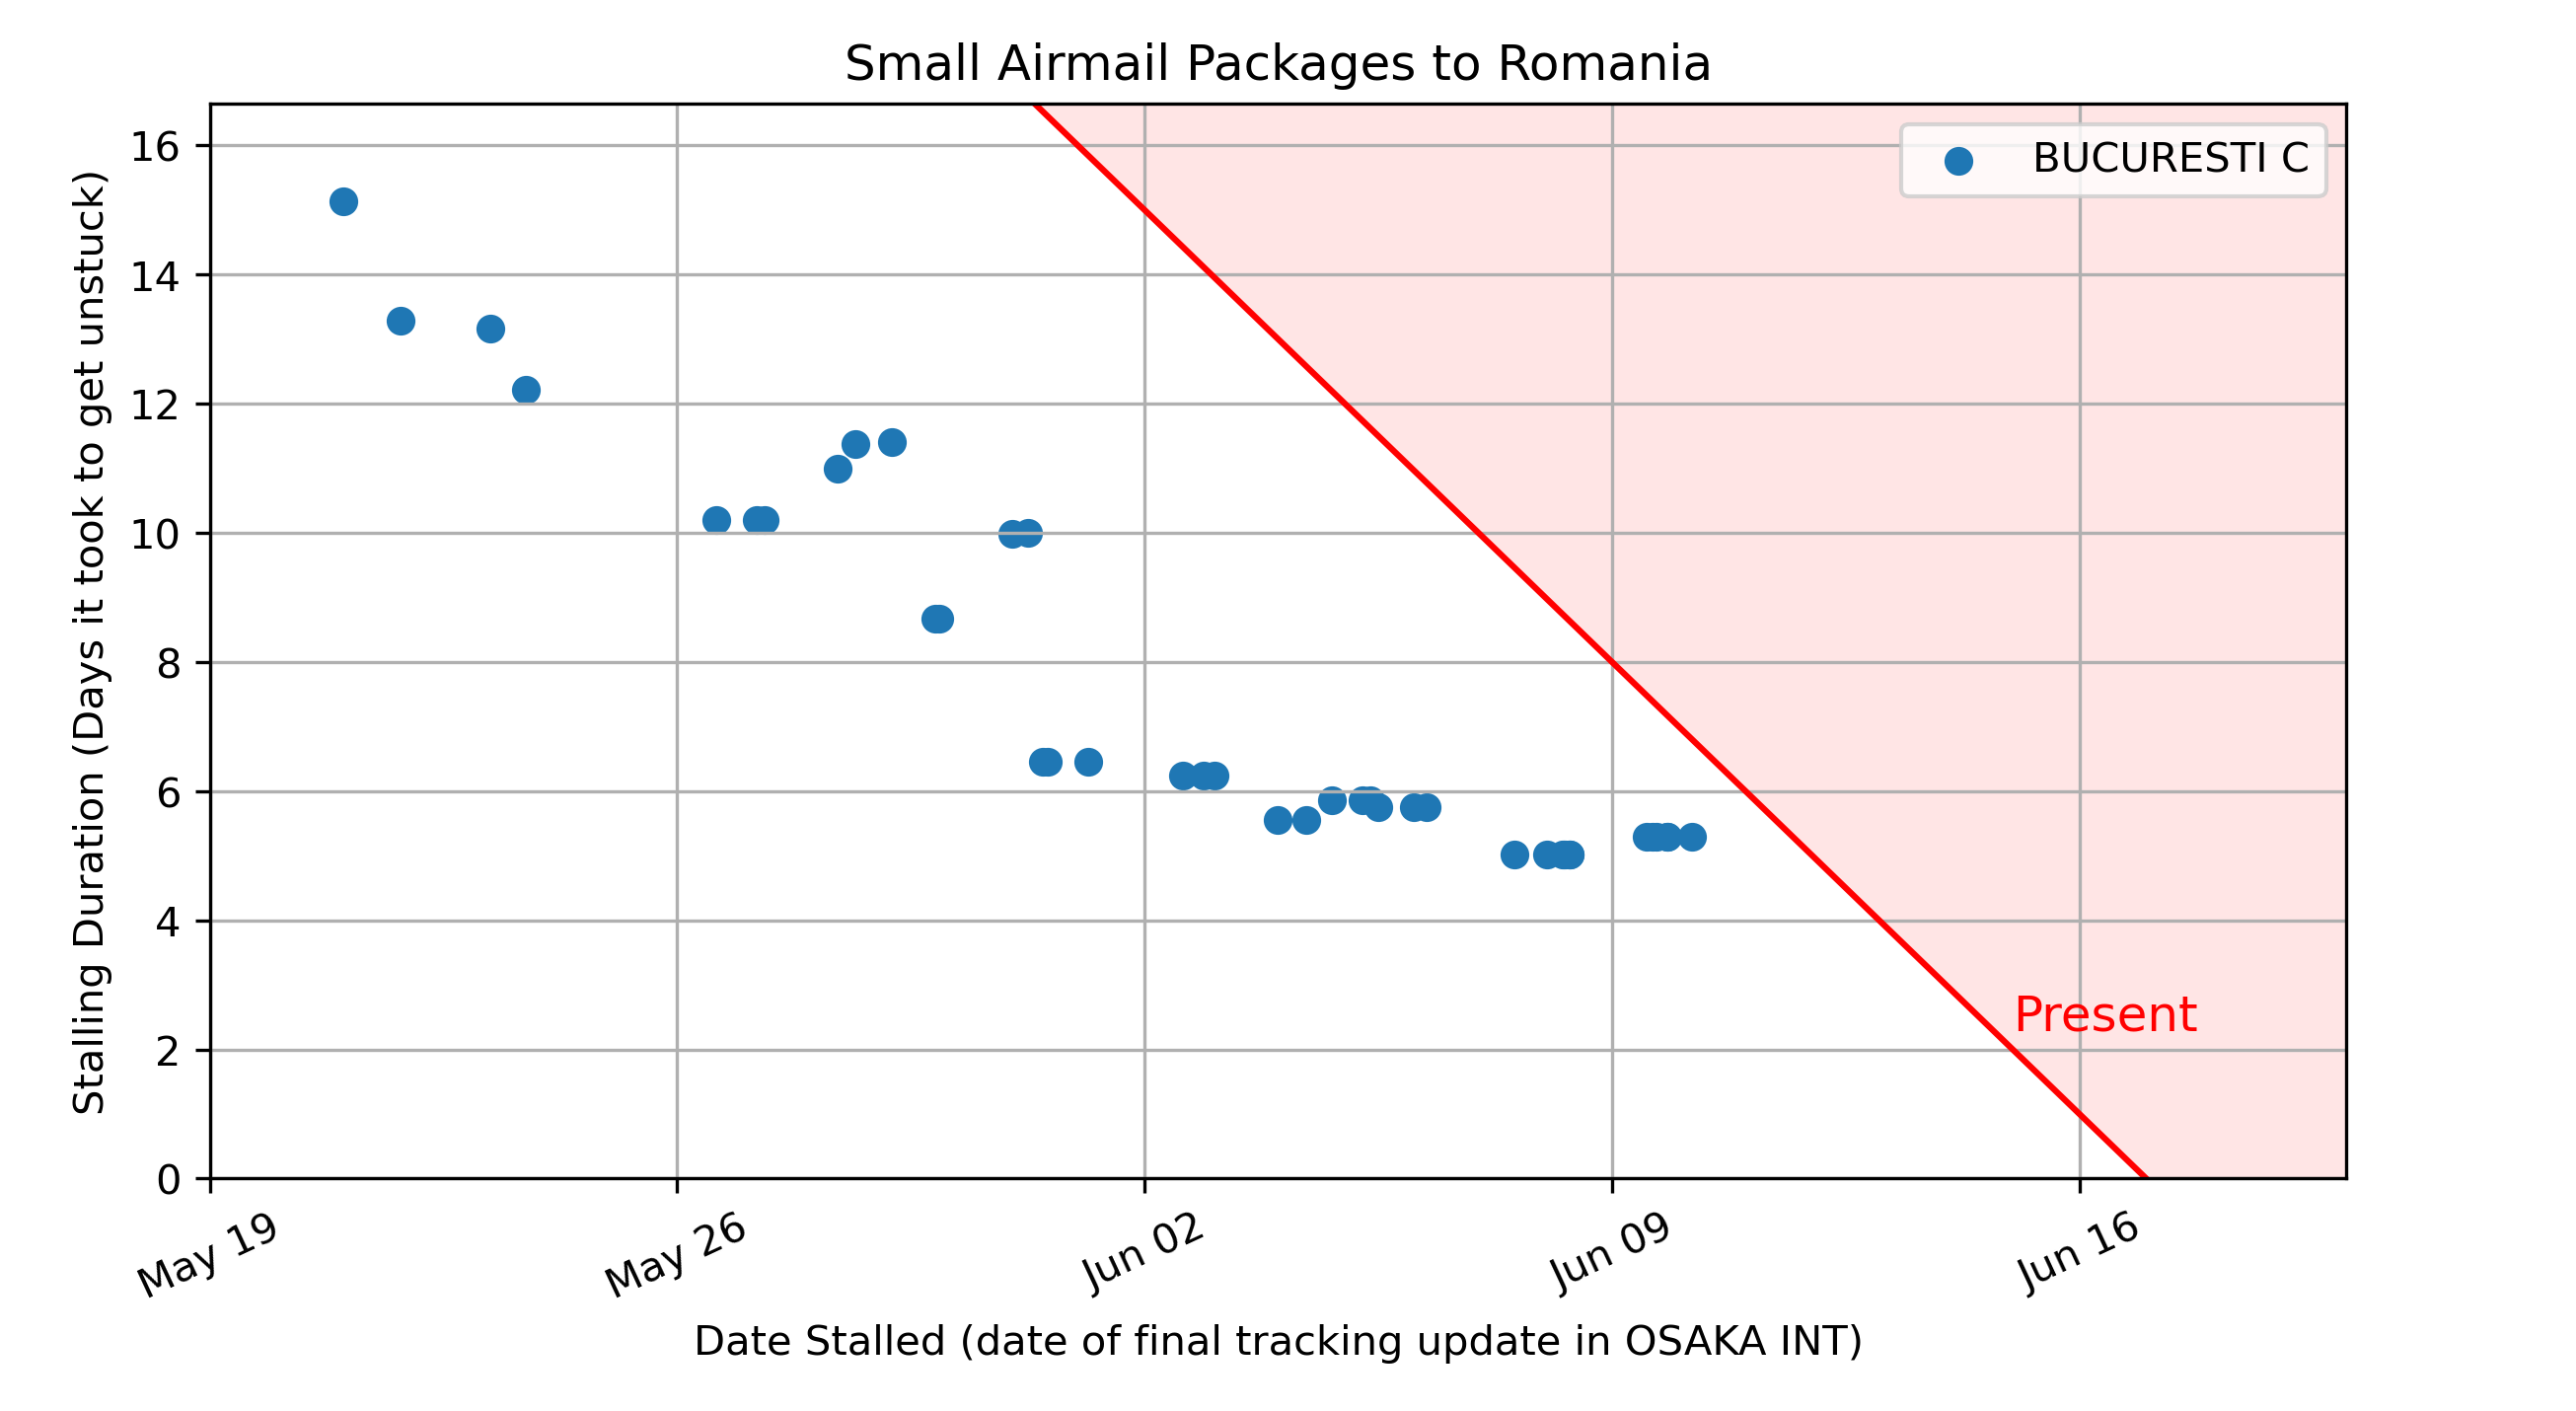 Small Airmail Packages to Romania
BUCURESTI C
Stalling Duration (Days it took to get unstuck)
16
14
12
10
8
6
4
2
0
Present
May 19
May 26
Jun 02
Jun 09
Jun 16
Date Stalled (date of final tracking update in OSAKA INT)